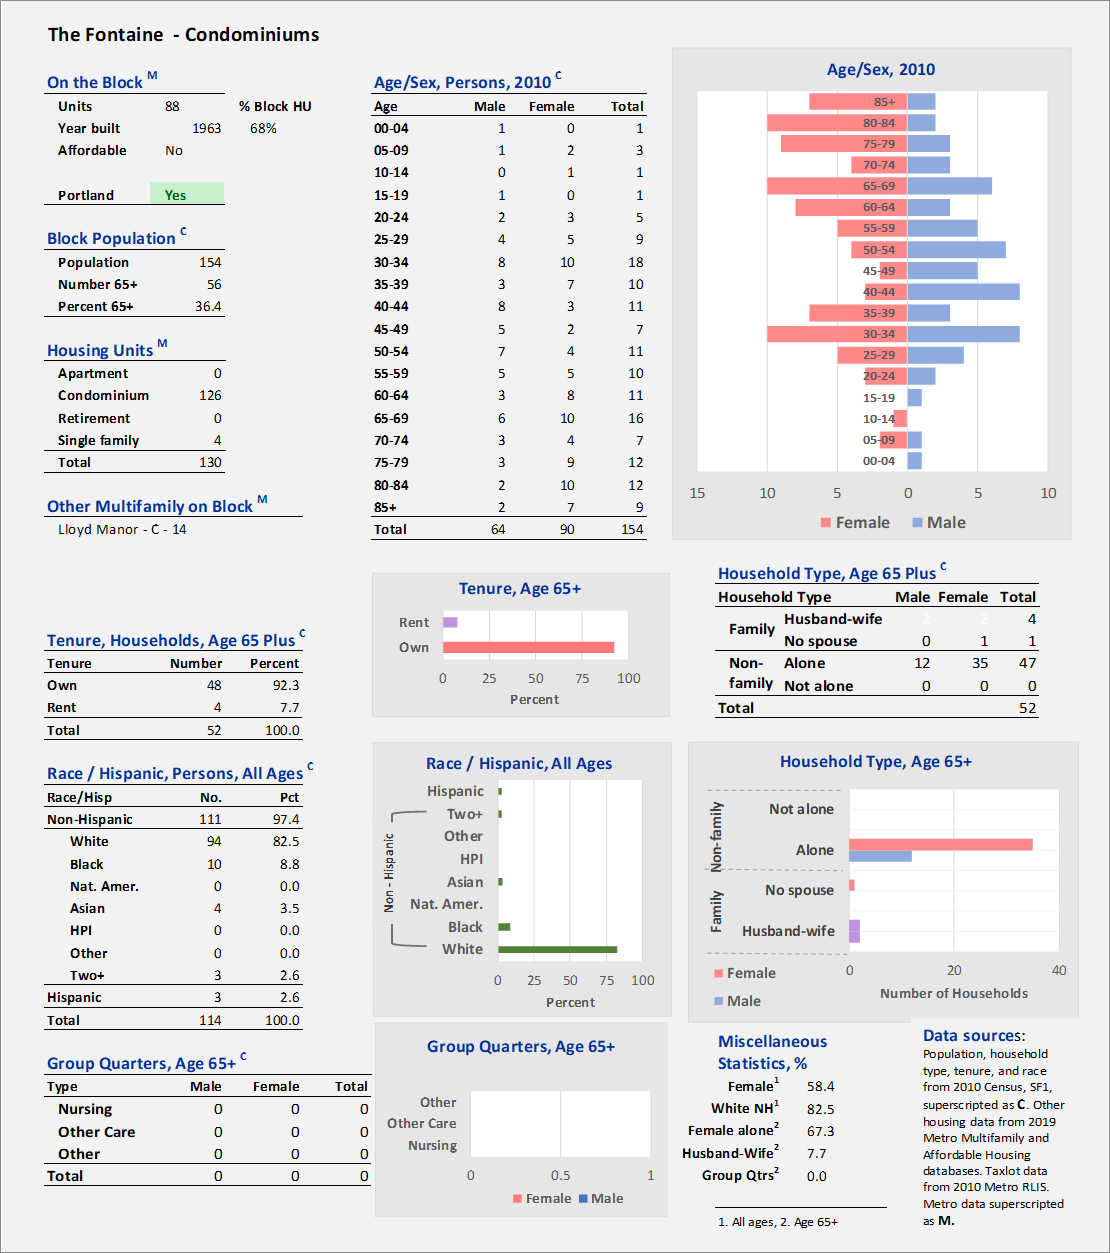 The Fontaine - Condominiums
On the Block M
Units 88 % Block HU
Year built 1963 68%
Affordable No
Portland Yes
Block Population C
Population 154
Number 65+ 56
Percent 65+ 36.4
Housing Units M
Apartment 0
Condominium 126
Retirement 0
Single family 4
Total 130
Other Multifamily on Block M
Lloyd Manor - C - 14
Age/Sex, Persons, 2010 C
Age Male Female Total
00-04 1 0 1
05-09 1 2 3
10-14 0 1 1
15-19 1 0 1
20-24 2 3 5
25-29 4 5 9
30-34 8 10 18
35-39 3 7 10
40-44 8 3 11
45-49 5 2 7
50-54 7 4 11
55-59 5 5 10
60-64 3 8 11
65-69 6 10 16
70-74 3 4 7
75-79 3 9 12
80-84 2 10 12
85+ 2 7 9
Total 64 90 154
Age/Sex, 2010
85+
80-84
75-79
70-74
65-69
60-64
55-59
50-54
45-49
40-44
35-39
30-34
25-29
20-24
15-19
10-14
05-09
00-04
15 10 5 0 5 10
Female Male
Tenure, Households, Age 65 Plus C
Tenure Number Percent
Own 48 92.3
Rent 4 7.7
Total 52 100.0
Tenure, Age 65+
Rent
Own
0 25 50 75 100
Percent
Household Type, Age 65 Plus C
Household Type Male Female Total
Family Husband-wife 2 2 4
No spouse 0 1 1
Non-family Alone 12 35 47
Not alone 0 0 0
Total 52
Race / Hispanic, Persons, All Ages C
Race/Hisp No. Pct
Non-Hispanic 111 97.4
White 94 82.5
Black 10 8.8
Nat. Amer. 0 0.0
Asian 4 3.5
HPI 0 0.0
Other 0 0.0
Two+ 3 2.6
Hispanic 3 2.6
Total 114 100.0
Race / Hispanic, All Ages
Non - Hispanic
Hispanic
Two+
Other
HPI
Asian
Nat. Amer.
Black
White
0 25 50 75 100
Percent
Household Type, Age 65+
Non-family
Not alone
Alone
Family
No spouse
Husband-wife
0 20 40
Female
Male
Number of Households
Group Quarters, Age 65+ C
Type Male Female Total
Nursing 0 0 0
Other Care 0 0 0
Other 0 0 0
Total 0 0 0
Group Quarters, Age 65+
Other
Other Care
Nursing
0 0.5 1
Female Male
Miscellaneous
Statistics, %
Female1 58.4
White NH1 82.5
Female alone2 67.3
Husband-Wife2 7.7
Group Qtrs2 0.0
1. All ages, 2. Age 65+
Data sources:
Population, household
type, tenure, and race
from 2010 Census, SF1,
superscripted as C. Other
housing data from 2019
Metro Multifamily and
Affordable Housing
databases. Taxlot data
from 2010 Metro RLIS.
Metro data superscripted
as M.